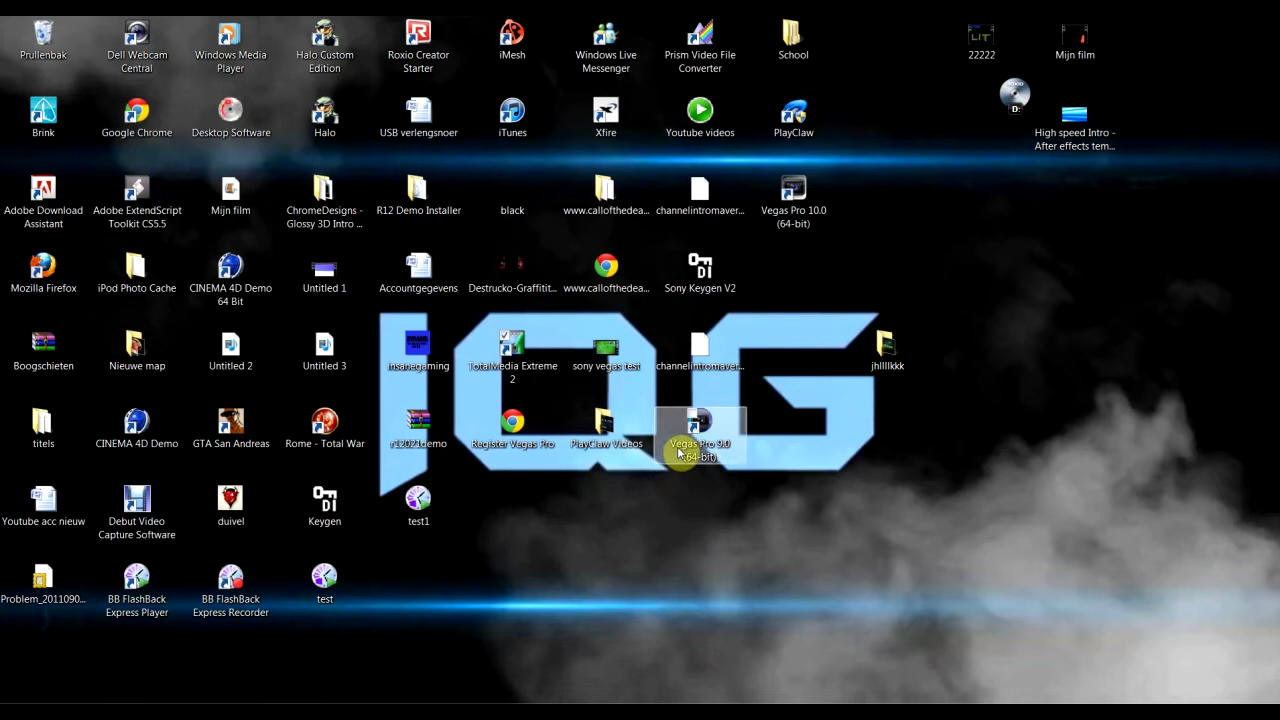 Prullenbak
Dell Webcam
Central
Windows Media
Player
Halo Custom
Edition
Roxio Creator
Starter
iMesh
Windows Live
Messenger
Prism Video File
Converter
School
22222
Mijn film
Brink
Google Chrome
Desktop Software
Halo
USB verlengsnoer
iTunes
Xfire
Youtube videos
PlayClaw
D:
High speed Intro -
After effects tem...
Adobe Download
Assistant
Adobe ExtendScript
Toolkit CS5.5
Mijn film
ChromeDesigns -
Glossy 3D Intro ...
R12 Demo Installer
black
www.callofthedea...
channelintromaver...
Vegas Pro 10.0
(64-bit)
Mozilla Firefox
iPod Photo Cache
CINEMA 4D Demo
64 Bit
Untitled 1
Accountgegevens
Destrucko-Graffitit...
www.callofthedea...
Sony Keygen V2
IQG
Boogschieten
Nieuwe map
Untitled 2
Untitled 3
insanegaming
TotalMedia Extreme
2
sony vegas test
channelintromaver...
jhllllkkk
titels
CINEMA 4D Demo
GTA San Andreas
Rome - Total War
r12021demo
Register Vegas Pro
PlayClaw Videos
Vegas Pro 9.0
(64-bit)
Youtube acc nieuw
Debut Video
Capture Software
duivel
Keygen
test1
Problem_2011090...
BB FlashBack
Express Player
BB FlashBack
Express Recorder
test